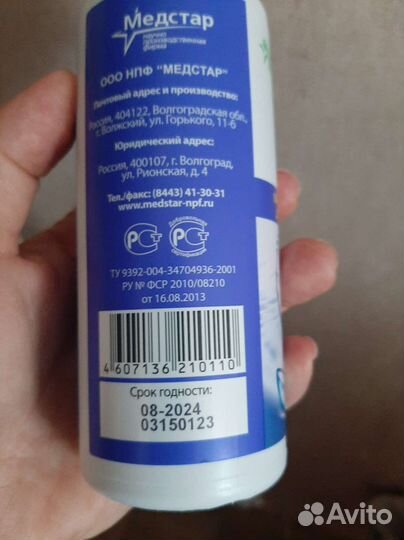 Медстар
научно
производственная
фирма
ООО НПФ "МЕДСТАР"
Почтовый адрес и производство:
Россия, 404122, Волгоградская обл.,
г. Волжский, ул. Горького, 11-6
Юридический адрес:
Россия, 400107, г. Волгоград,
ул. Рионская, д. 4
Тел./факс: (8443) 41-30-31
www.medstar-npf.ru
Добровольная
Сертификация
ТУ 9392-004-34704936-2001
РУ № ФСР 2010/08210
от 16.08.2013
4 607136 210110
Срок годности:
08-2024
03150123
Avito